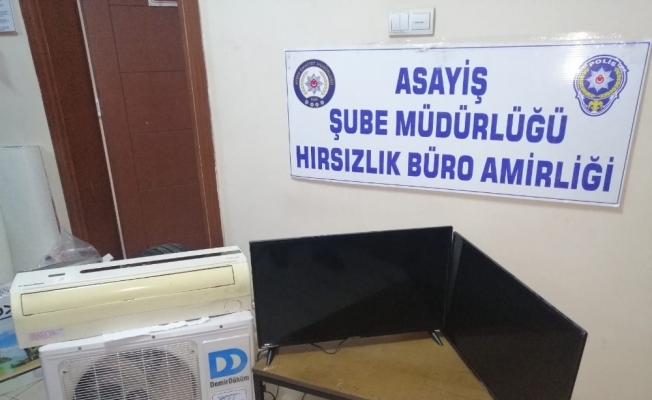 ASAYİŞ
ŞUBE MÜDÜRLÜĞÜ
HIRSIZLIK BÜRO AMİRLİĞİ
POLİS
DD
DemirDöküm